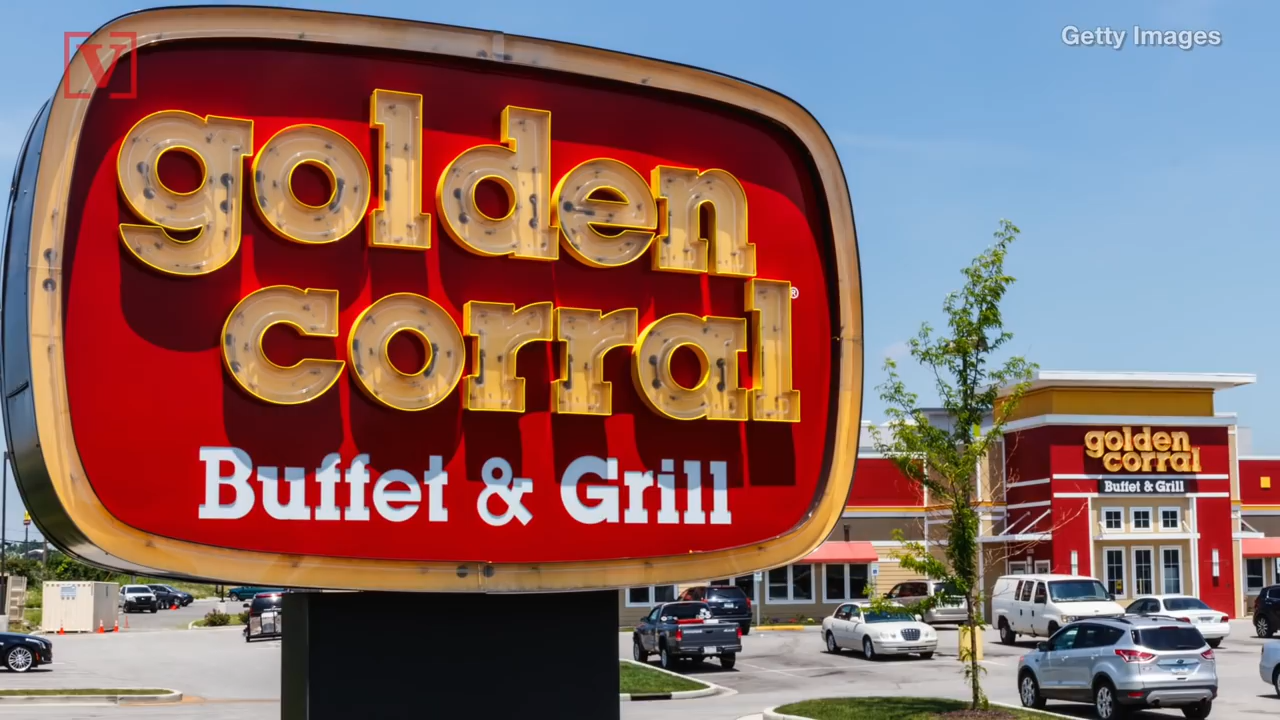 V
Getty Images
golden
corral®
Buffet & Grill
golden
corral
Buffet & Grill